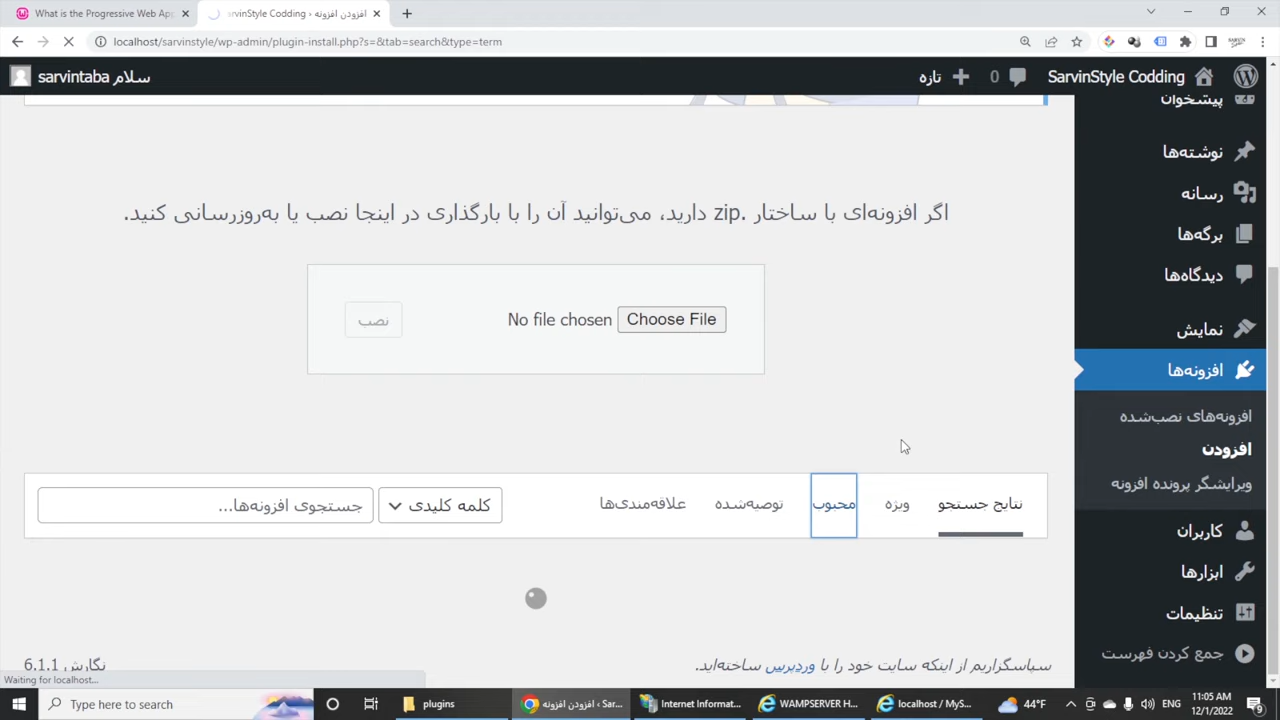 What is the Progressive Web App
SarvinStyle Codding ‹ افزودن افزونه
localhost/sarvinstyle/wp-admin/plugin-install.php?s=&tab=search&type=term
SarvinStyle Codding
0
تازه
سلام sarvintaba
پیشخوان
نوشته‌ها
رسانه
برگه‌ها
دیدگاه‌ها
نمایش
افزونه‌ها
افزونه‌های نصب‌شده
افزودن
ویرایشگر پرونده افزونه
کاربران
ابزارها
تنظیمات
جمع کردن فهرست
اگر افزونه‌ای با ساختار .zip دارید، می‌توانید آن را با بارگذاری در اینجا نصب یا به‌روزرسانی کنید.
Choose File No file chosen
نصب
نتایج جستجو
ویژه
محبوب
توصیه‌شده
علاقه‌مندی‌ها
کلمه کلیدی
جستجوی افزونه‌ها...
سپاسگزاریم از اینکه سایت خود را با وردپرس ساخته‌اید.
نگارش 6.1.1
Waiting for localhost...
Type here to search
plugins
افزودن افزونه ‹ Sar...
Internet Informat...
WAMPSERVER H...
localhost / MyS...
44°F
ENG
11:05 AM
12/1/2022